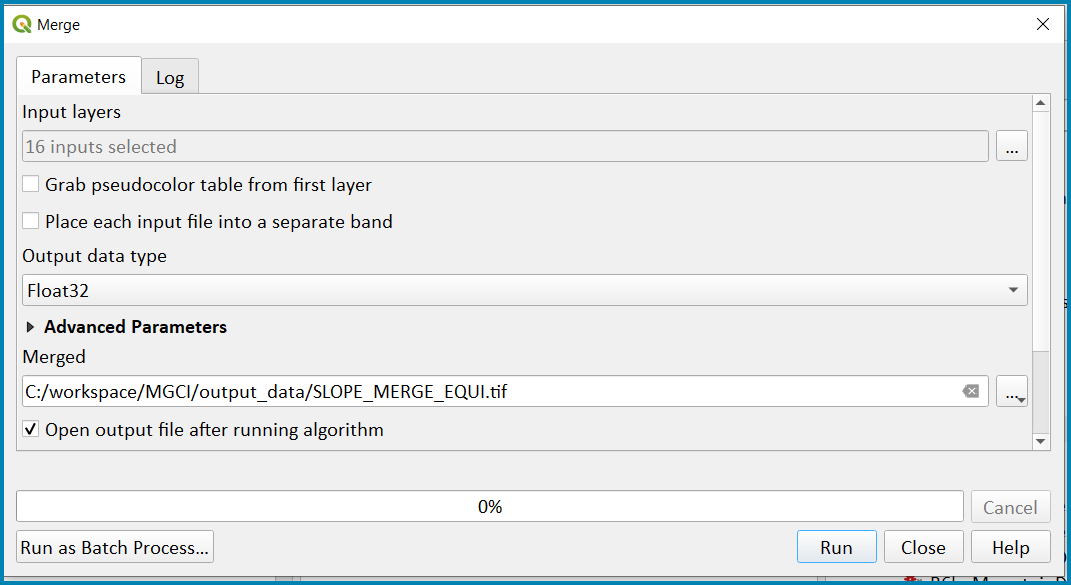 Merge
Parameters
Log
Input layers
16 inputs selected
...
Grab pseudocolor table from first layer
Place each input file into a separate band
Output data type
Float32
Advanced Parameters
Merged
C:/workspace/MGCI/output_data/SLOPE_MERGE_EQUI.tif
...
Open output file after running algorithm
0%
Cancel
Run as Batch Process...
Run
Close
Help